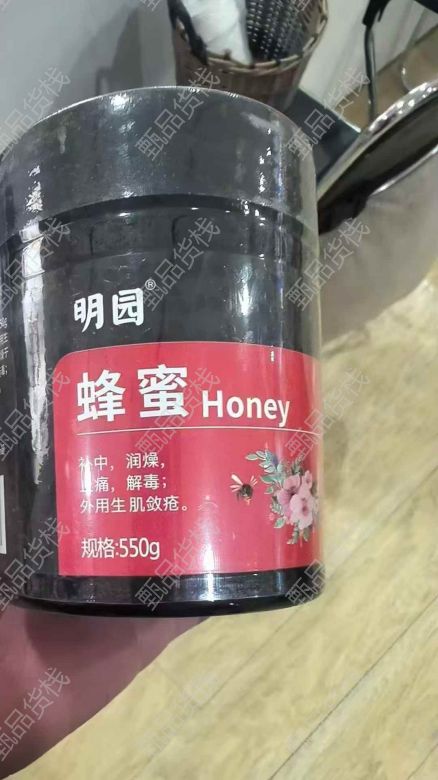 明园®
蜂蜜 Honey
补中，润燥，
止痛，解毒；
外用生肌敛疮。
规格:550g
甄品货栈